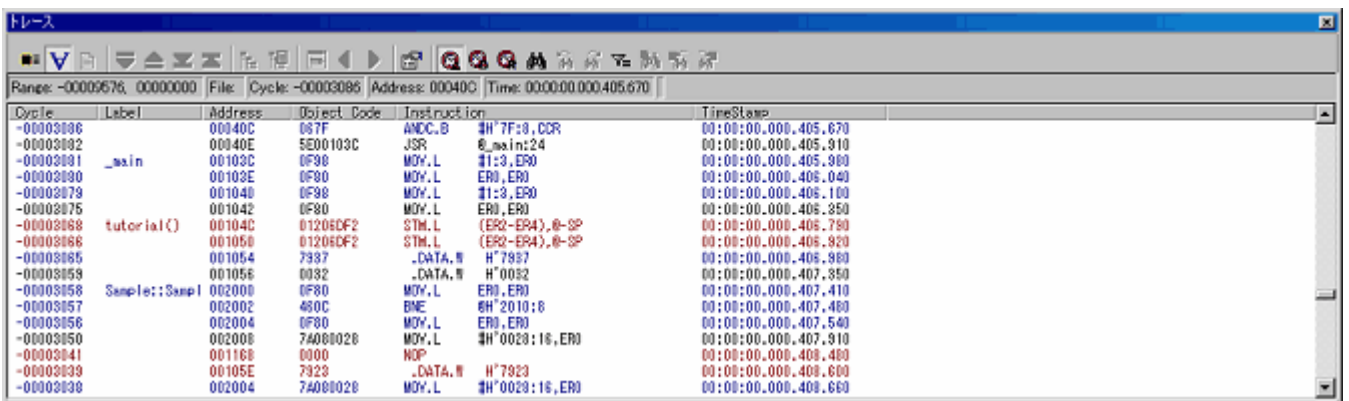 トレース
Range: -00009576, 00000000 File: Cycle: -00003086 Address: 00040C Time: 00:00:00.000.405.670
Cycle Label Address Object Code Instruction TimeStamp
-00003086 00040C 067F ANDC.B #H'7F:8,CCR 00:00:00.000.405.670
-00003082 00040E 5E00103C JSR @_main:24 00:00:00.000.405.910
-00003081 _main 00103C 0F98 MOV.L #1:3,ER0 00:00:00.000.405.980
-00003080 00103E 0F80 MOV.L ER0,ER0 00:00:00.000.406.040
-00003079 001040 0F98 MOV.L #1:3,ER0 00:00:00.000.406.100
-00003075 001042 0F80 MOV.L ER0,ER0 00:00:00.000.406.350
-00003068 tutorial() 00104C 01206DF2 STM.L (ER2-ER4),@-SP 00:00:00.000.406.790
-00003066 001050 01206DF2 STM.L (ER2-ER4),@-SP 00:00:00.000.406.920
-00003065 001054 7937 .DATA.W H'7937 00:00:00.000.406.980
-00003059 001056 0032 .DATA.W H'0032 00:00:00.000.407.350
-00003058 Sample::Sampl 002000 0F80 MOV.L ER0,ER0 00:00:00.000.407.410
-00003057 002002 460C BNE @H'2010:8 00:00:00.000.407.480
-00003056 002004 0F80 MOV.L ER0,ER0 00:00:00.000.407.540
-00003050 002008 7A080028 MOV.L #H'0028:16,ER0 00:00:00.000.407.910
-00003041 001168 0000 NOP 00:00:00.000.408.480
-00003039 00105E 7923 .DATA.W H'7923 00:00:00.000.408.600
-00003038 002004 7A080028 MOV.L #H'0028:16,ER0 00:00:00.000.408.660